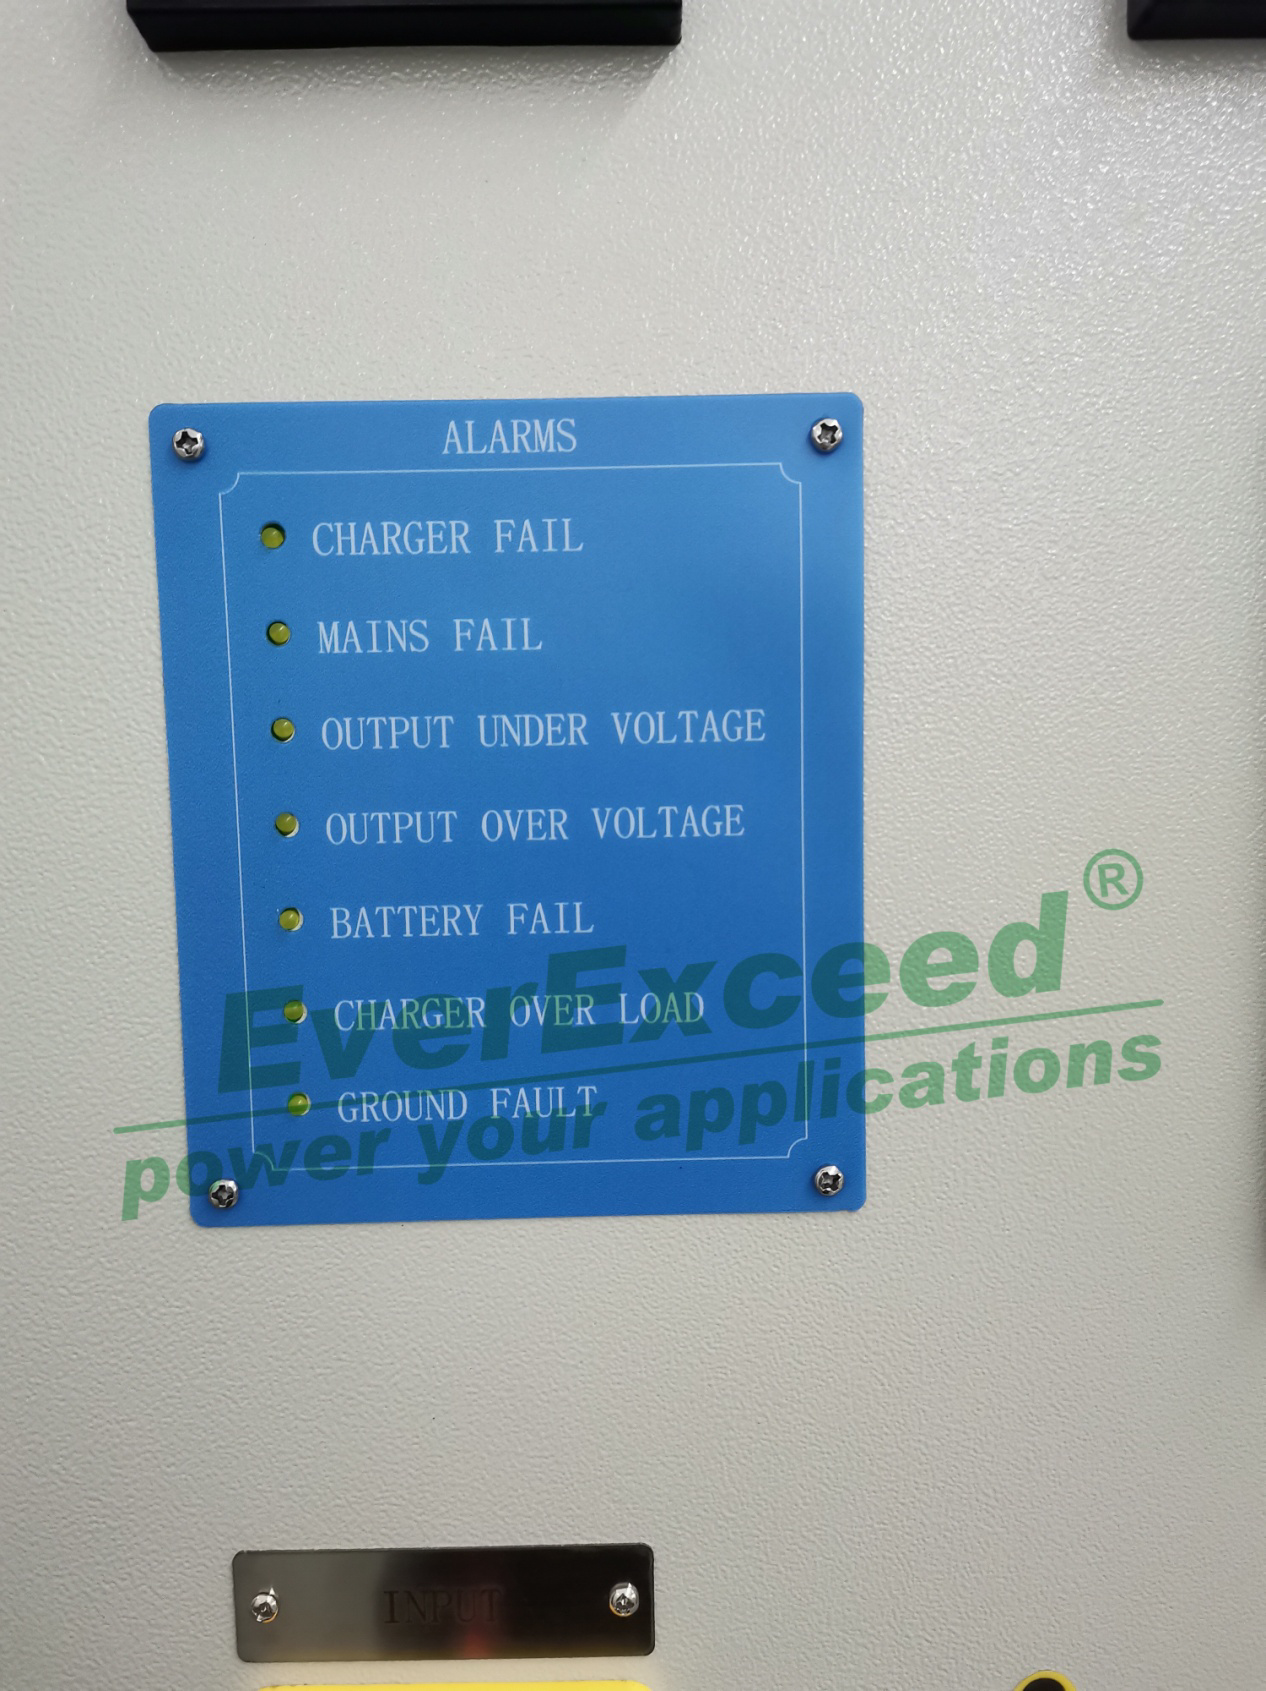 ALARMS
CHARGER FAIL
MAINS FAIL
OUTPUT UNDER VOLTAGE
OUTPUT OVER VOLTAGE
BATTERY FAIL
CHARGER OVER LOAD
GROUND FAULT
EverExceed®
power your applications
INPUT